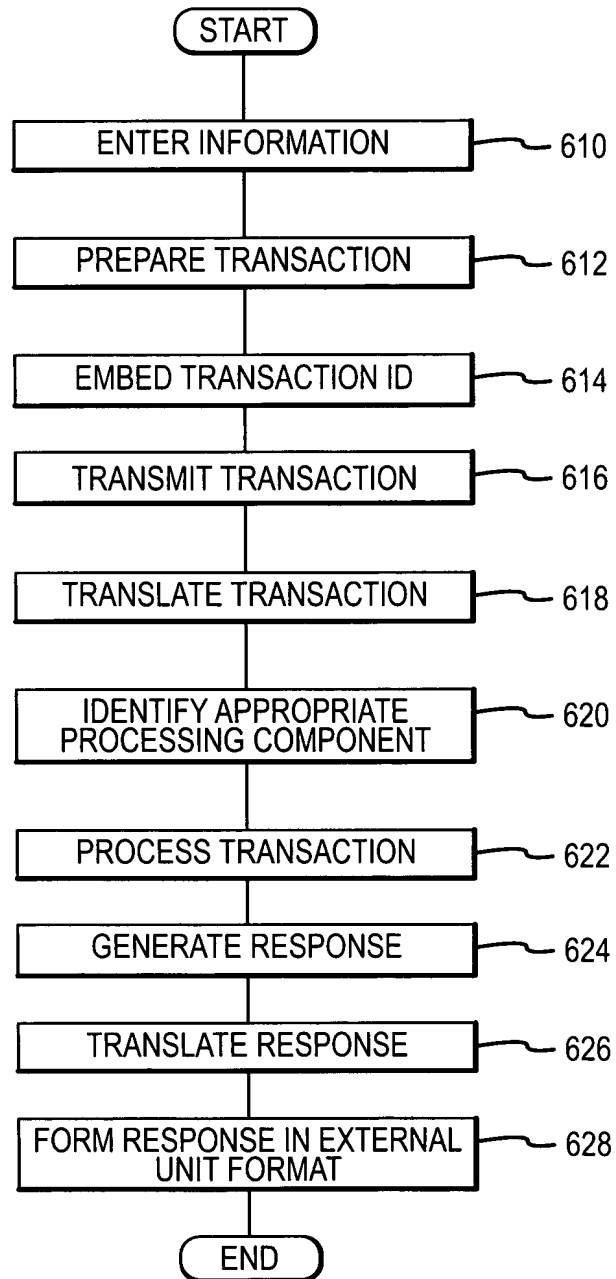 START
ENTER INFORMATION
610
PREPARE TRANSACTION
612
EMBED TRANSACTION ID
614
TRANSMIT TRANSACTION
616
TRANSLATE TRANSACTION
618
IDENTIFY APPROPRIATE
PROCESSING COMPONENT
620
PROCESS TRANSACTION
622
GENERATE RESPONSE
624
TRANSLATE RESPONSE
626
FORM RESPONSE IN EXTERNAL
UNIT FORMAT
628
END